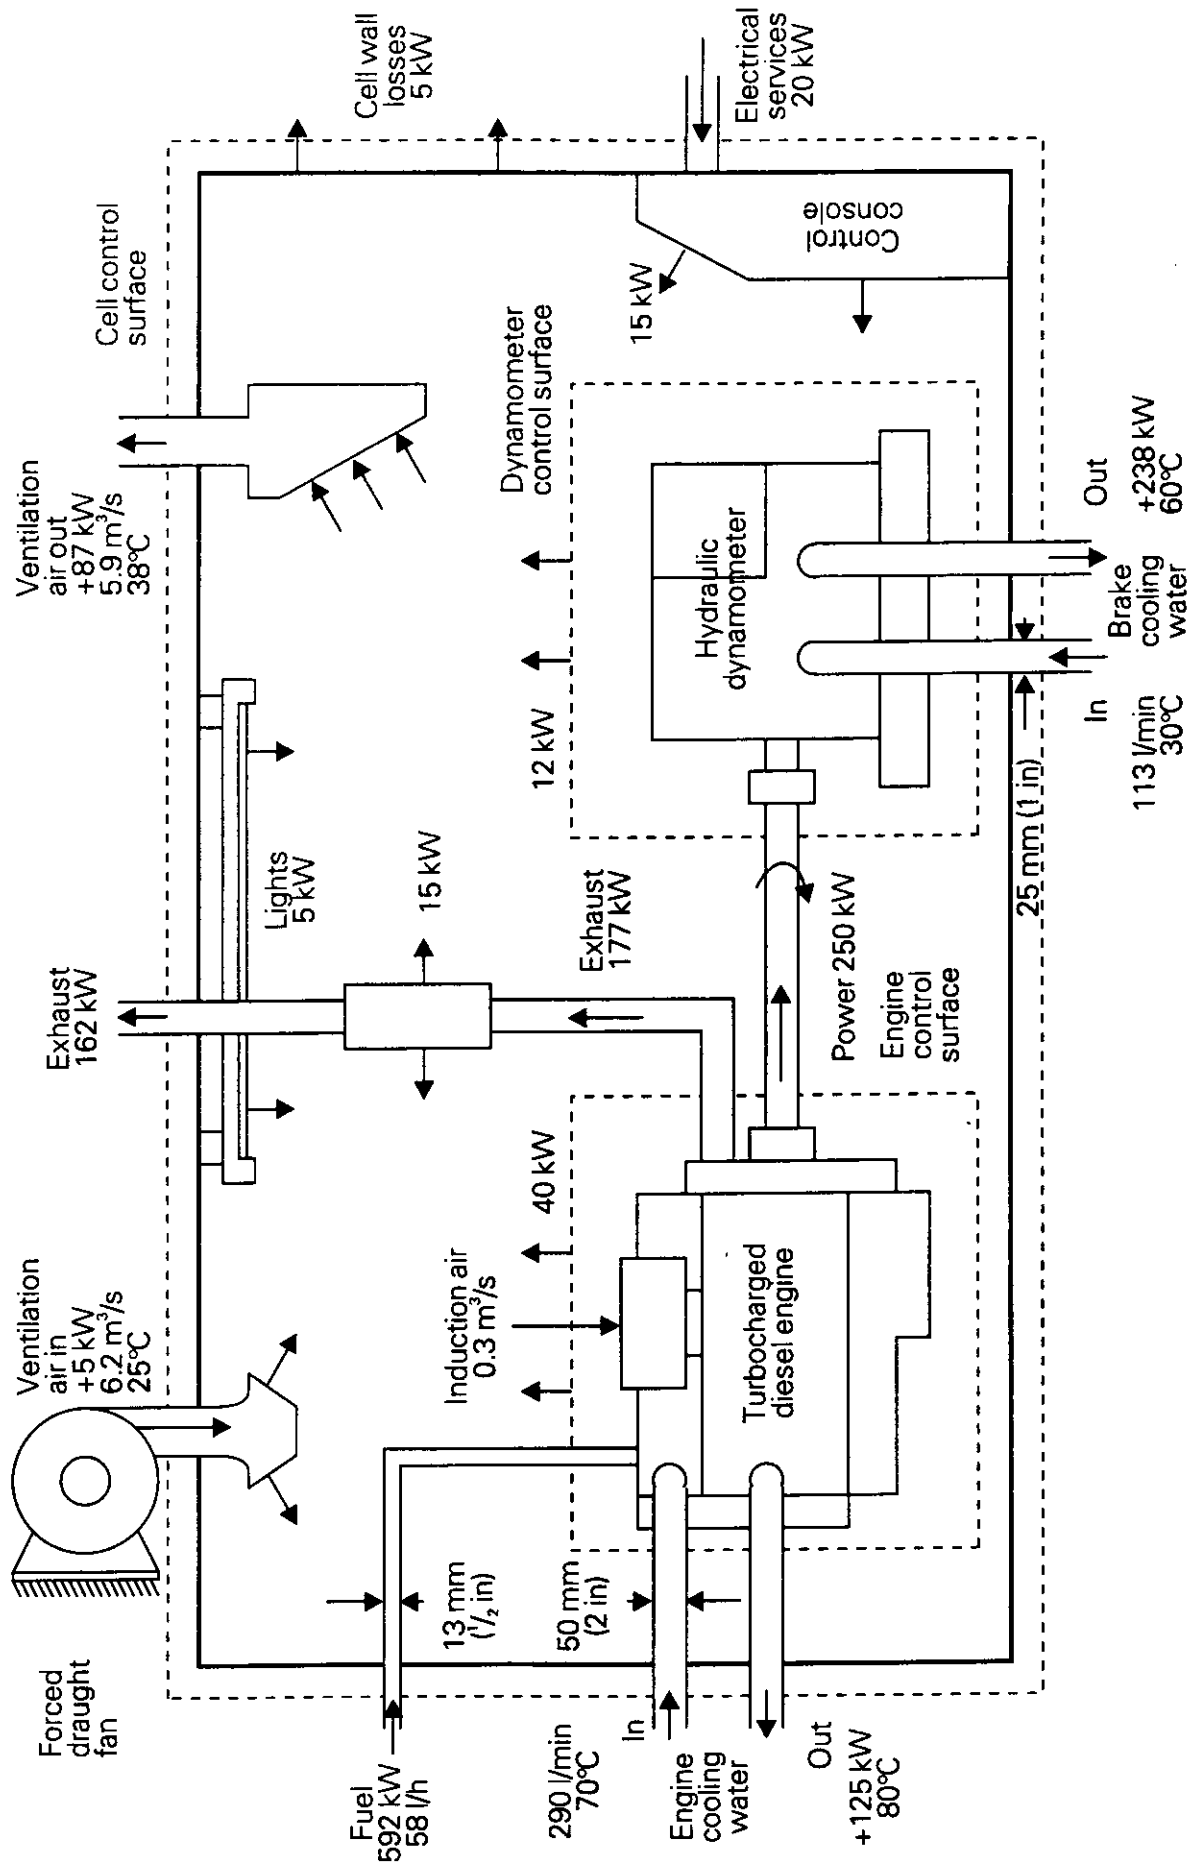 Forced
draught
fan
Ventilation
air in
+5 kW
6.2 m³/s
25°C
Exhaust
162 kW
Ventilation
air out
+87 kW
5.9 m³/s
38°C
Cell control
surface
Cell wall
losses
5 kW
Lights
5 kW
15 kW
Fuel
592 kW
58 l/h
13 mm
(½ in)
Induction air
0.3 m³/s
40 kW
Exhaust
177 kW
12 kW
Dynamometer
control surface
15 kW
Electrical
services
20 kW
Control
console
290 l/min
70°C
In
50 mm
(2 in)
Engine
cooling
water
Out
+125 kW
80°C
Turbocharged
diesel engine
Power 250 kW
Engine
control
surface
Hydraulic
dynamometer
25 mm (1 in)
In
113 l/min
30°C
Brake
cooling
water
Out
+238 kW
60°C